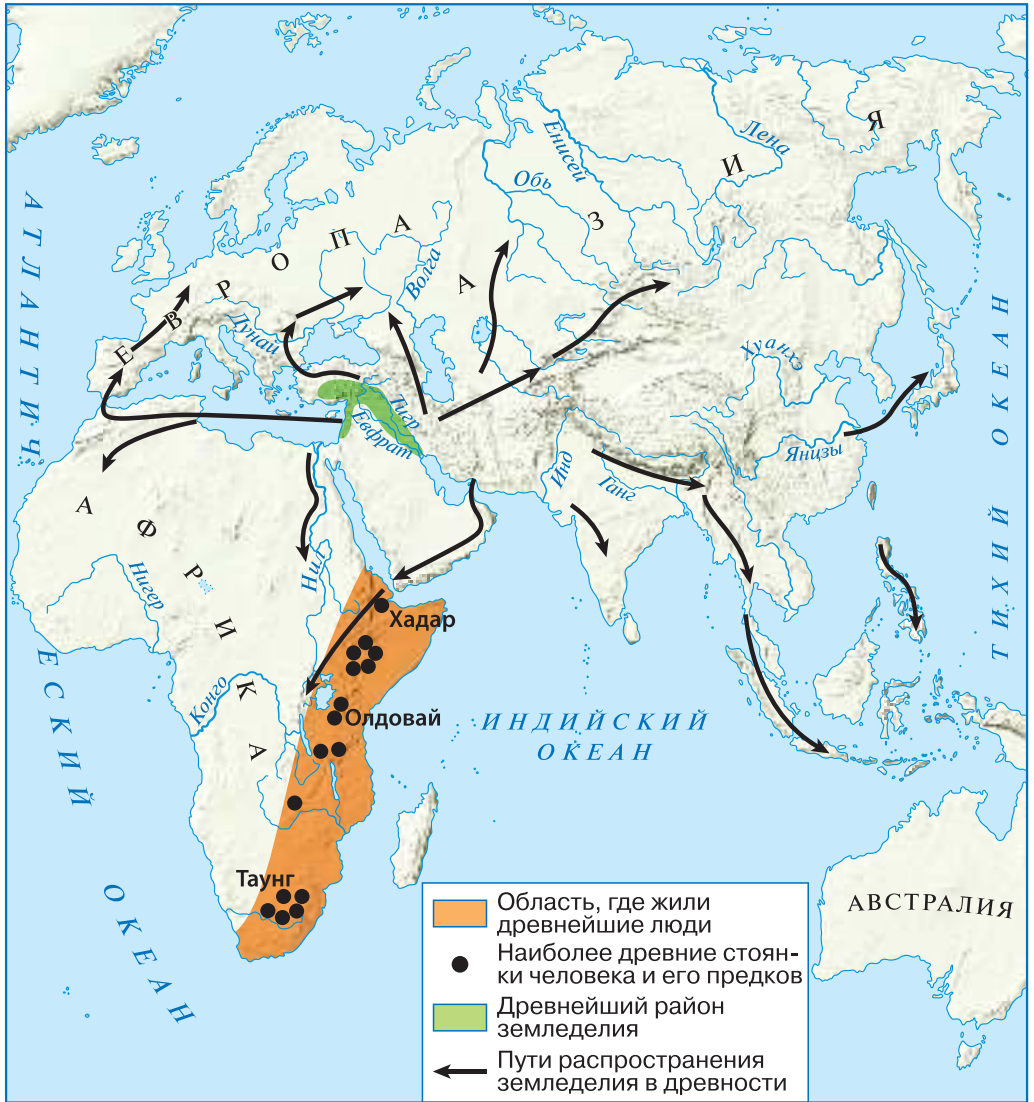 ЕВРОПА
АЗИЯ
АФРИКА
АВСТРАЛИЯ
АТЛАНТИЧЕСКИЙ ОКЕАН
ТИХИЙ ОКЕАН
ИНДИЙСКИЙ
ОКЕАН
Енисей
Лена
Обь
Волга
Дунай
Тигр
Евфрат
Хуанхэ
Янцзы
Инд
Ганг
Нил
Нигер
Конго
Хадар
Олдовай
Таунг
Область, где жили
древнейшие люди
Наиболее древние стоян-
ки человека и его предков
Древнейший район
земледелия
Пути распространения
земледелия в древности